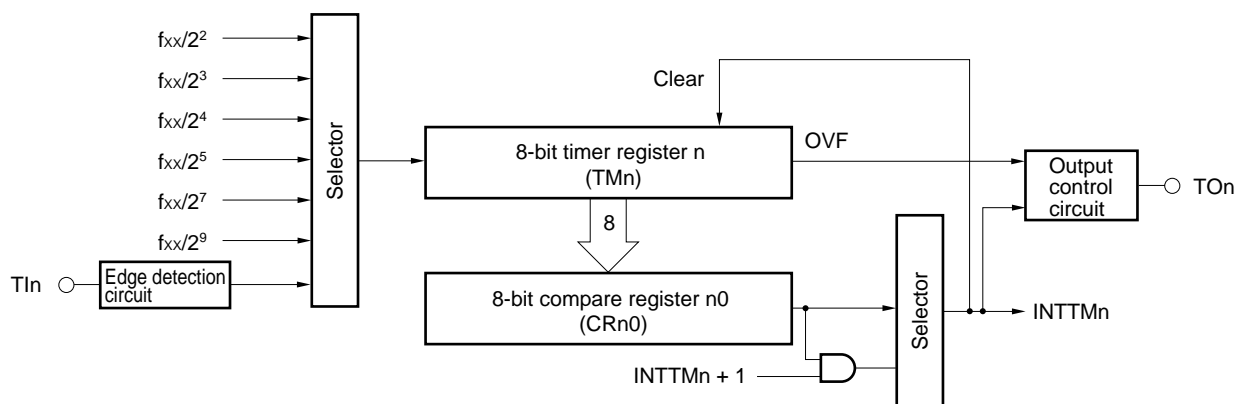 fxx/2²
fxx/2³
fxx/2⁴
fxx/2⁵
fxx/2⁷
fxx/2⁹
TIn
Edge detection
circuit
Selector
Clear
8-bit timer register n
(TMn)
OVF
8
8-bit compare register n0
(CRn0)
INTTMn + 1
Selector
Output
control
circuit
TOn
INTTMn